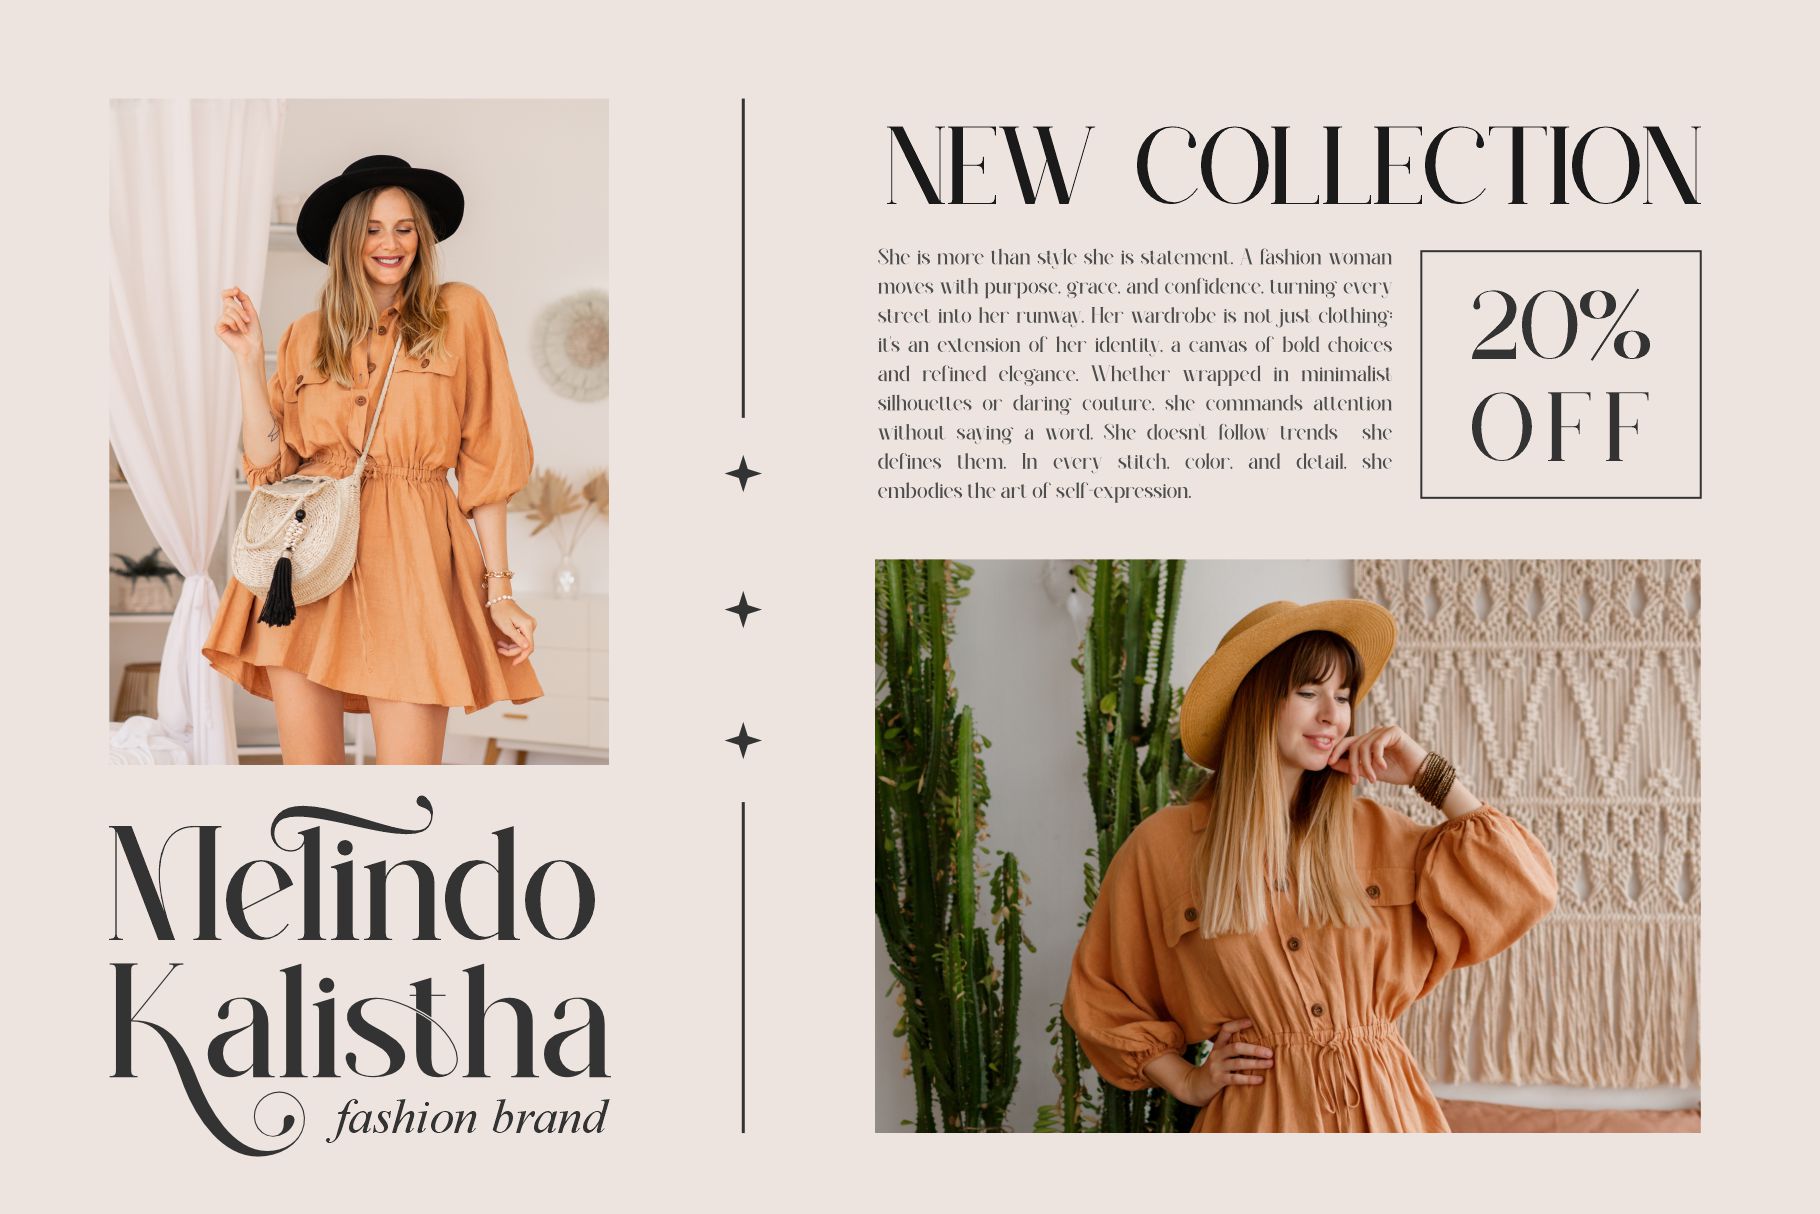 Melindo
Kalistha
fashion brand
NEW COLLECTION
She is more than style she is statement. A fashion woman
moves with purpose, grace, and confidence, turning every
street into her runway. Her wardrobe is not just clothing;
it's an extension of her identity, a canvas of bold choices
and refined elegance. Whether wrapped in minimalist
silhouettes or daring couture, she commands attention
without saying a word. She doesn't follow trends she
defines them. In every stitch, color, and detail, she
embodies the art of self-expression.
20%
OFF